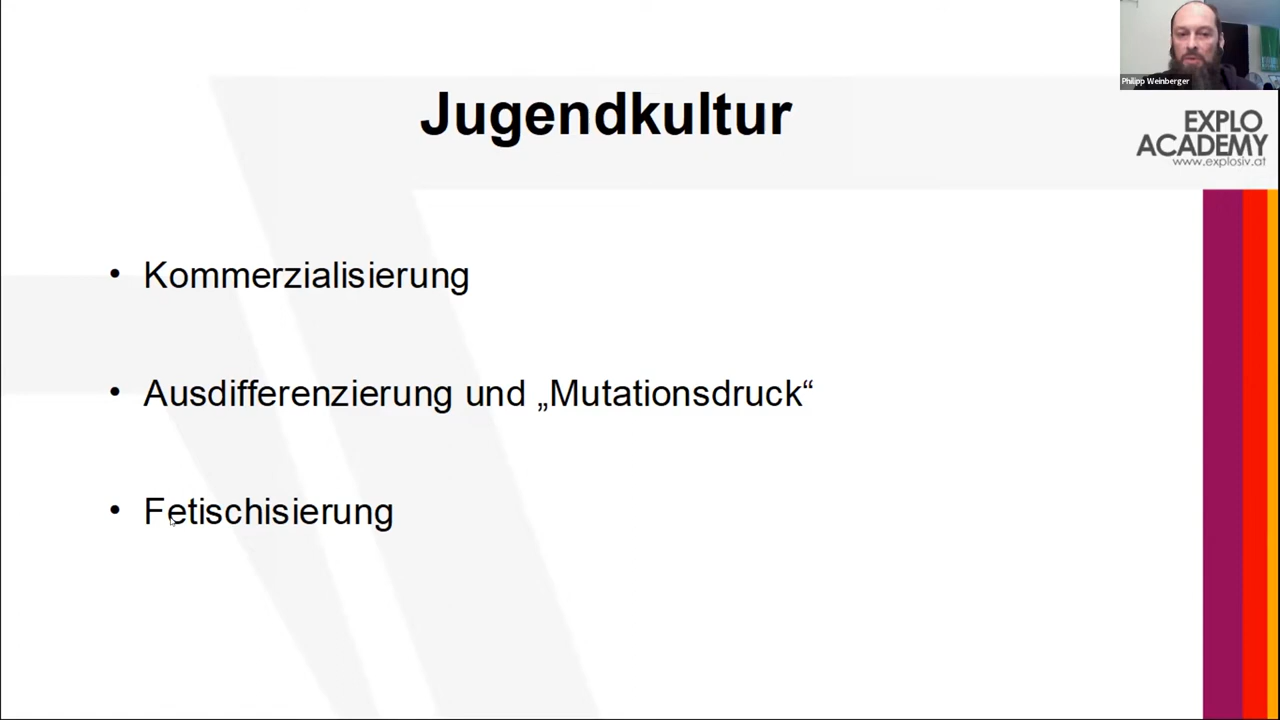 Philipp Weinberger
Jugendkultur
EXPLO
ACADEMY
www.explosiv.at
• Kommerzialisierung
• Ausdifferenzierung und „Mutationsdruck“
• Fetischisierung